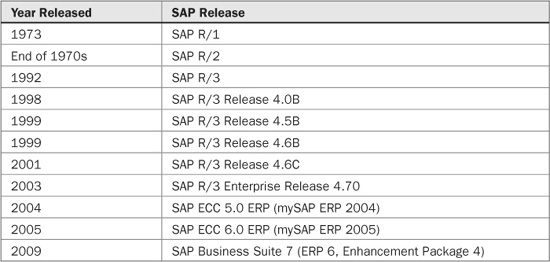 Year Released SAP Release
1973 SAP R/1
End of 1970s SAP R/2
1992 SAP R/3
1998 SAP R/3 Release 4.0B
1999 SAP R/3 Release 4.5B
1999 SAP R/3 Release 4.6B
2001 SAP R/3 Release 4.6C
2003 SAP R/3 Enterprise Release 4.70
2004 SAP ECC 5.0 ERP (mySAP ERP 2004)
2005 SAP ECC 6.0 ERP (mySAP ERP 2005)
2009 SAP Business Suite 7 (ERP 6, Enhancement Package 4)